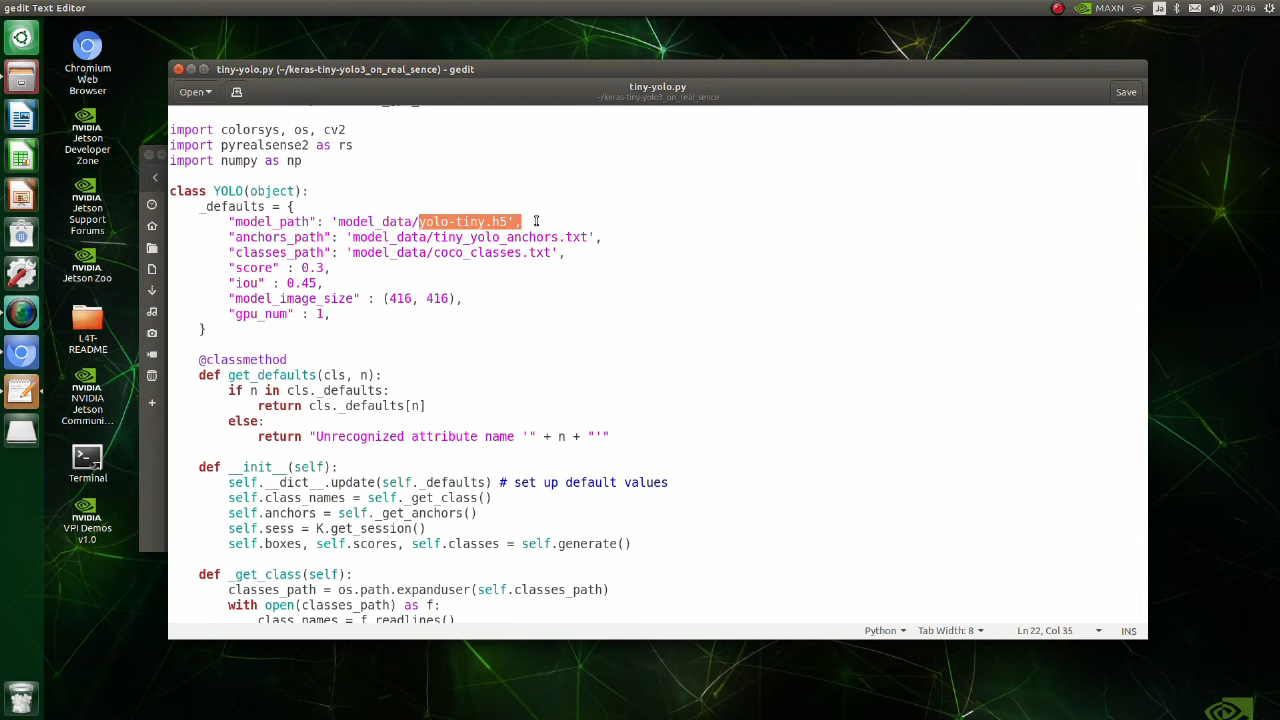 gedit Text Editor
MAXN
Ja
20:46
Chromium
Web
Browser
NVIDIA
Jetson
Developer
Zone
NVIDIA
Jetson
Support
Forums
NVIDIA
Jetson Zoo
L4T-
README
NVIDIA
Jetson
Communi...
Terminal
NVIDIA
VPI Demos
v1.0
tiny-yolo.py (~/keras-tiny-yolo3_on_real_sence) - gedit
Open
tiny-yolo.py
~/keras-tiny-yolo3_on_real_sence
Save
import colorsys, os, cv2
import pyrealsense2 as rs
import numpy as np
class YOLO(object):
_defaults = {
"model_path": 'model_data/yolo-tiny.h5',
"anchors_path": 'model_data/tiny_yolo_anchors.txt',
"classes_path": 'model_data/coco_classes.txt',
"score" : 0.3,
"iou" : 0.45,
"model_image_size" : (416, 416),
"gpu_num" : 1,
}
@classmethod
def get_defaults(cls, n):
if n in cls._defaults:
return cls._defaults[n]
else:
return "Unrecognized attribute name '" + n + "'"
def __init__(self):
self.__dict__.update(self._defaults) # set up default values
self.class_names = self._get_class()
self.anchors = self._get_anchors()
self.sess = K.get_session()
self.boxes, self.scores, self.classes = self.generate()
def _get_class(self):
classes_path = os.path.expanduser(self.classes_path)
with open(classes_path) as f:
class_names = f.readlines()
Python
Tab Width: 8
Ln 22, Col 35
INS